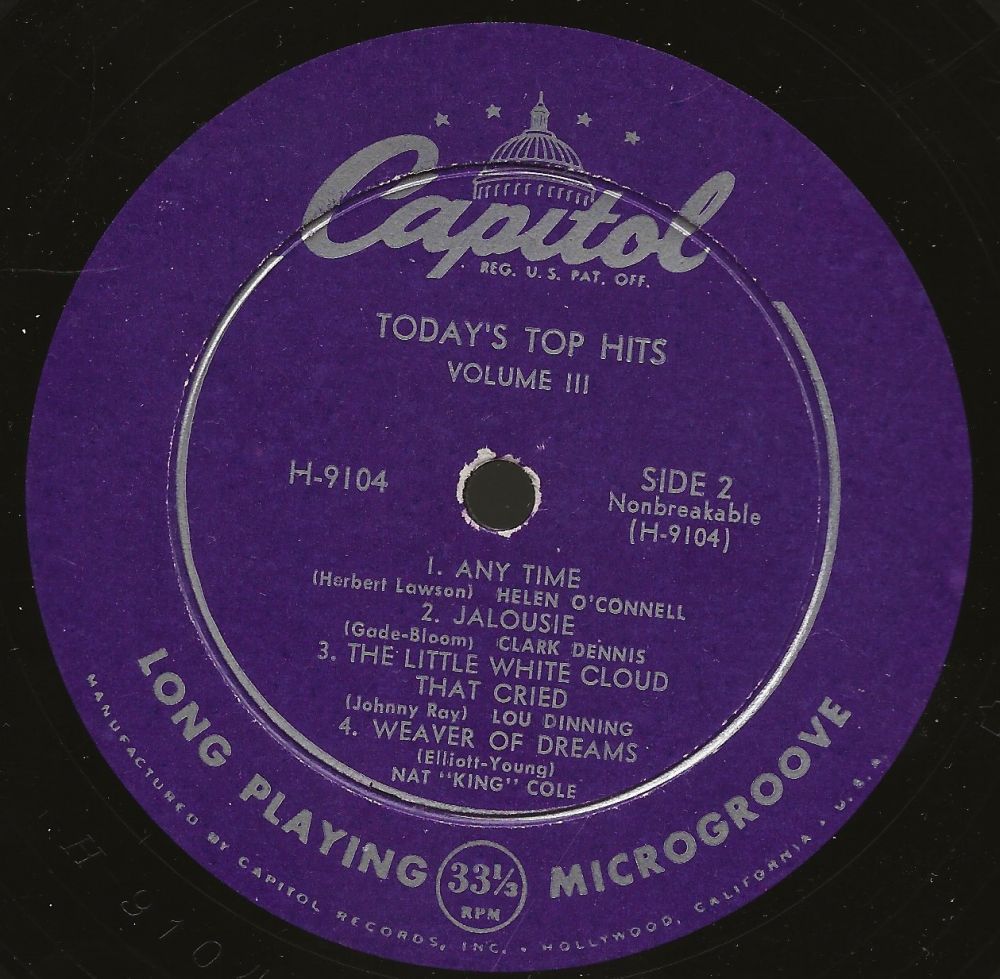 Capitol
REG. U.S. PAT. OFF.
TODAY'S TOP HITS
VOLUME III
H-9104
SIDE 2
Nonbreakable
(H-9104)
1. ANY TIME
(Herbert Lawson) HELEN O'CONNELL
2. JALOUSIE
(Gade-Bloom) CLARK DENNIS
3. THE LITTLE WHITE CLOUD
THAT CRIED
(Johnny Ray) LOU DINNING
4. WEAVER OF DREAMS
(Elliott-Young)
NAT "KING" COLE
LONG PLAYING 33⅓ RPM MICROGROOVE
MANUFACTURED BY CAPITOL RECORDS, INC. • HOLLYWOOD, CALIFORNIA • U.S.A.
H 9104